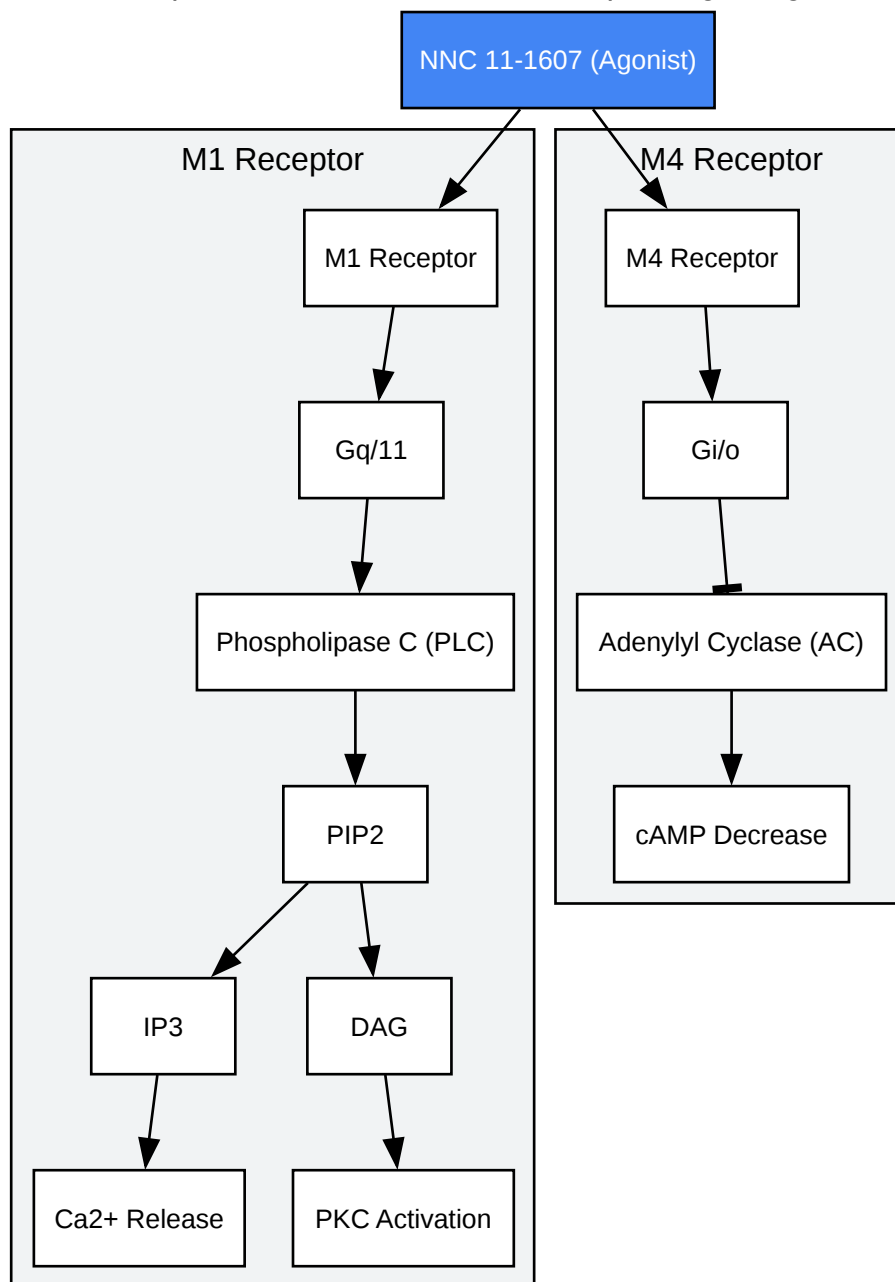 NNC 11-1607 (Agonist)
M1 Receptor
M4 Receptor
M1 Receptor
M4 Receptor
Gq/11
Gi/o
Phospholipase C (PLC)
Adenylyl Cyclase (AC)
PIP2
cAMP Decrease
IP3
DAG
Ca2+ Release
PKC Activation